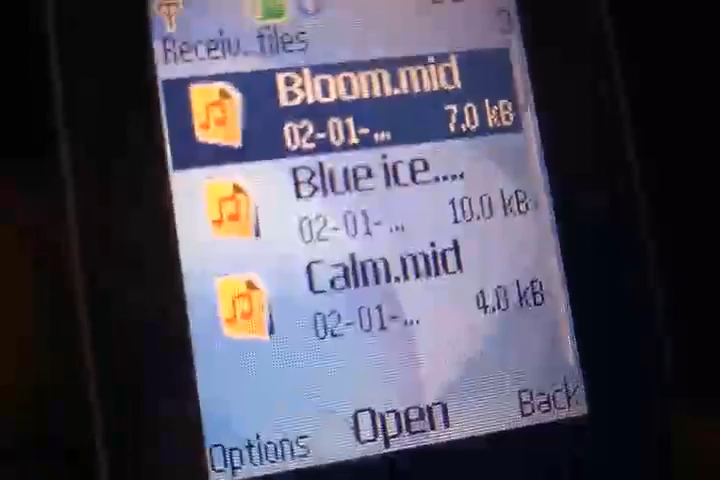 Receiv. files
Bloom.mid
02-01-... 7.0 kB
Blue ice....
02-01-... 10.0 kB
Calm.mid
02-01-... 4.0 kB
Options Open Back